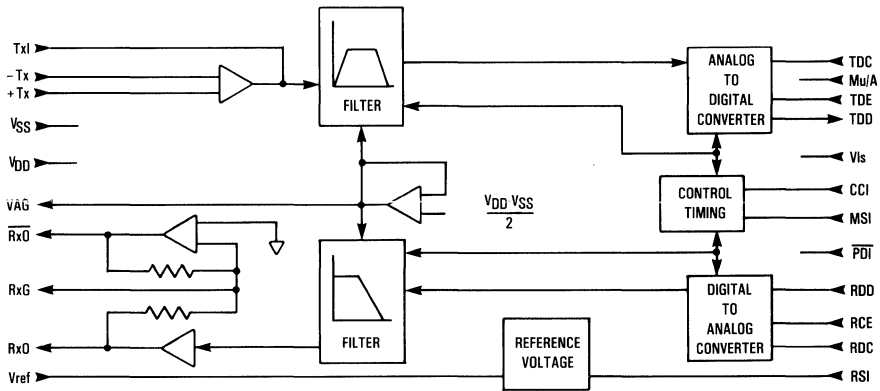 TxI
– Tx
+ Tx
VSS
VDD
VAG
RxO
RxG
RxO
Vref
FILTER
FILTER
VDD VSS
2
REFERENCE
VOLTAGE
ANALOG
TO
DIGITAL
CONVERTER
CONTROL
TIMING
DIGITAL
TO
ANALOG
CONVERTER
TDC
Mu/A
TDE
TDD
VIs
CCI
MSI
PDI
RDD
RCE
RDC
RSI